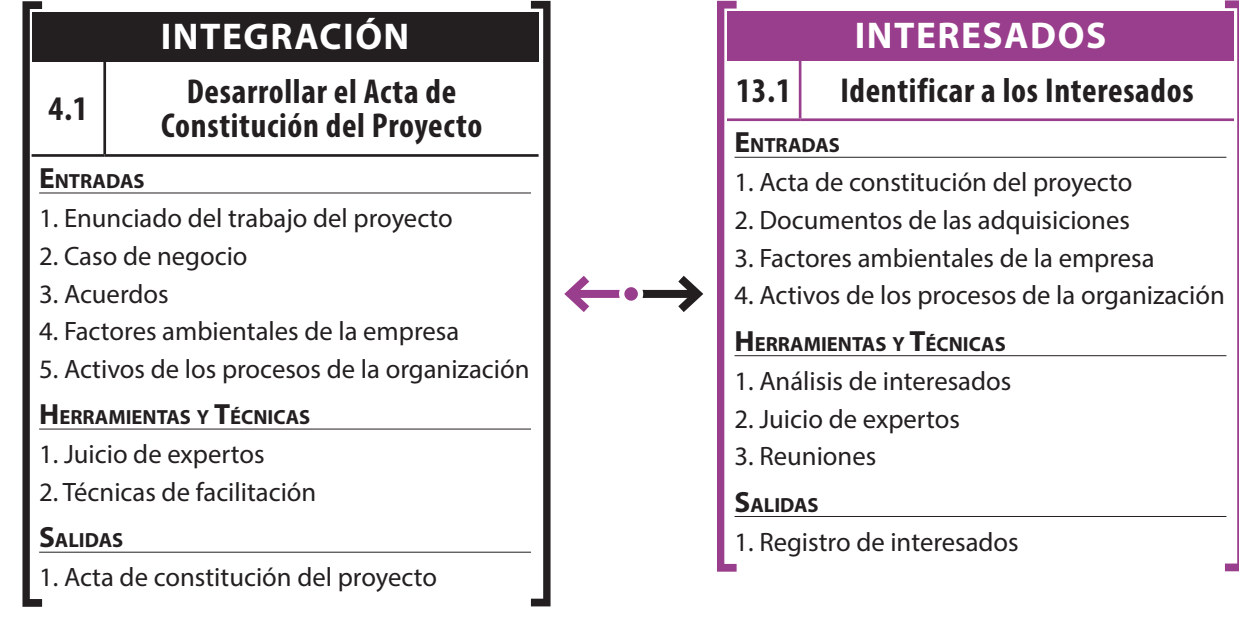 INTEGRACIÓN
4.1
Desarrollar el Acta de
Constitución del Proyecto
ENTRADAS
1. Enunciado del trabajo del proyecto
2. Caso de negocio
3. Acuerdos
4. Factores ambientales de la empresa
5. Activos de los procesos de la organización
HERRAMIENTAS Y TÉCNICAS
1. Juicio de expertos
2. Técnicas de facilitación
SALIDAS
1. Acta de constitución del proyecto
INTERESADOS
13.1
Identificar a los Interesados
ENTRADAS
1. Acta de constitución del proyecto
2. Documentos de las adquisiciones
3. Factores ambientales de la empresa
4. Activos de los procesos de la organización
HERRAMIENTAS Y TÉCNICAS
1. Análisis de interesados
2. Juicio de expertos
3. Reuniones
SALIDAS
1. Registro de interesados